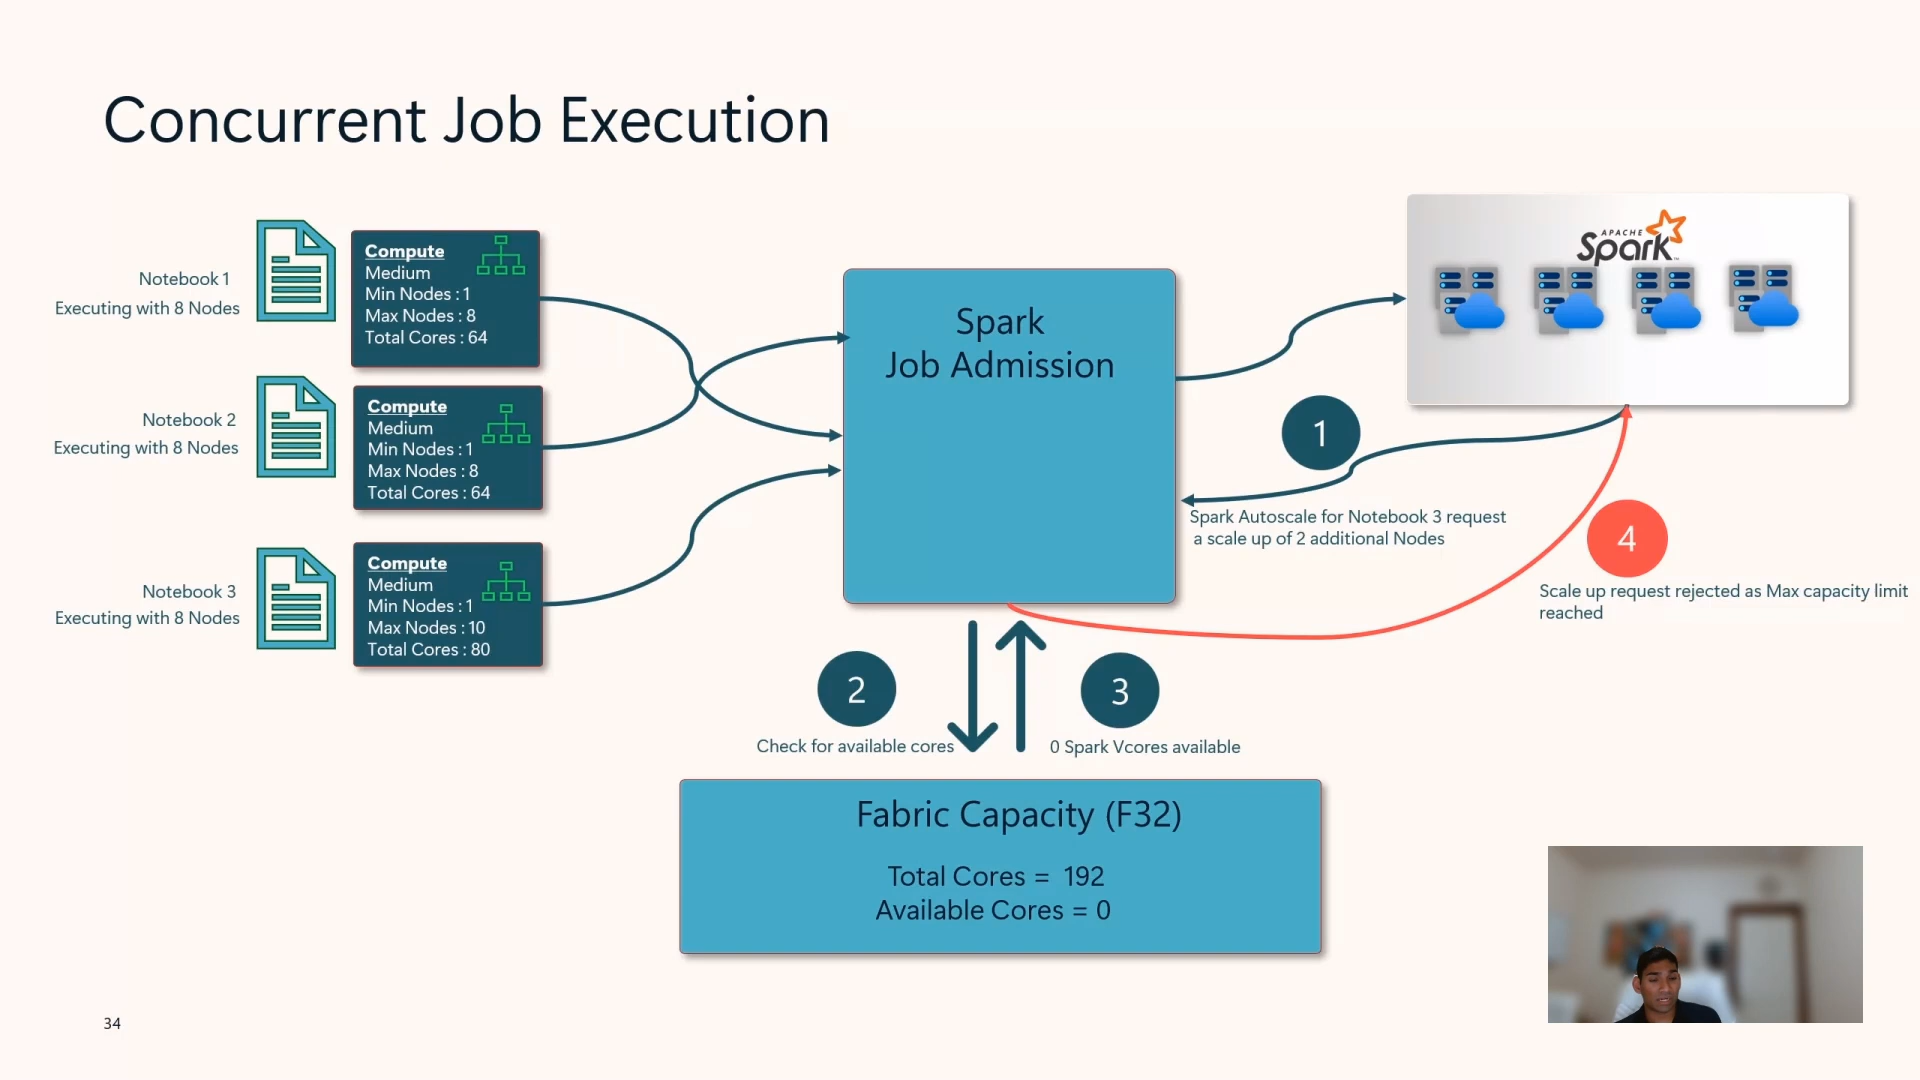 Concurrent Job Execution
Notebook 1
Executing with 8 Nodes
Compute
Medium
Min Nodes : 1
Max Nodes : 8
Total Cores : 64
Notebook 2
Executing with 8 Nodes
Compute
Medium
Min Nodes : 1
Max Nodes : 8
Total Cores : 64
Notebook 3
Executing with 8 Nodes
Compute
Medium
Min Nodes : 1
Max Nodes : 10
Total Cores : 80
Spark
Job Admission
APACHE
Spark
1
Spark Autoscale for Notebook 3 request
a scale up of 2 additional Nodes
4
Scale up request rejected as Max capacity limit
reached
2
Check for available cores
3
0 Spark Vcores available
Fabric Capacity (F32)
Total Cores = 192
Available Cores = 0
34